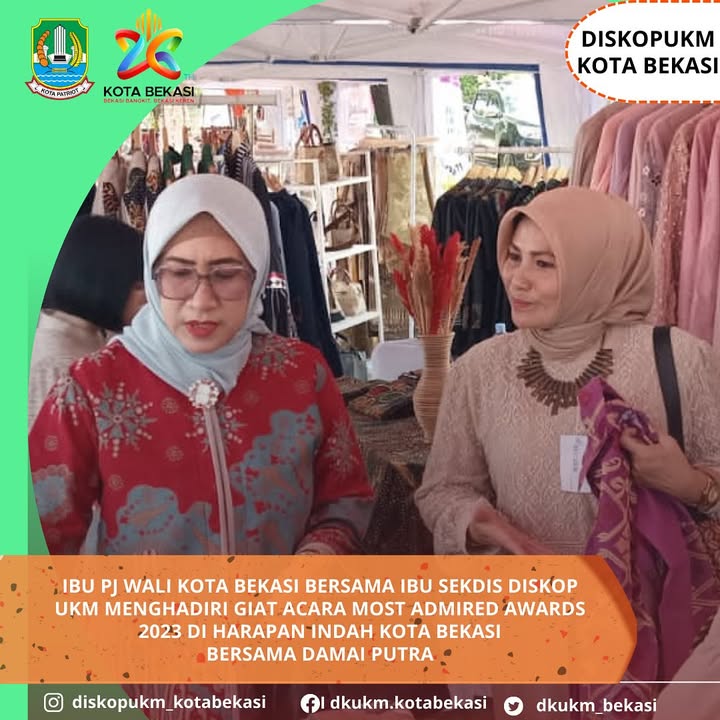 KOTA PATRIOT
26
TH
KOTA BEKASI
BEKASI BANGKIT, BEKASI KEREN
DISKOPUKM
KOTA BEKASI
IBU PJ WALI KOTA BEKASI BERSAMA IBU SEKDIS DISKOP
UKM MENGHADIRI GIAT ACARA MOST ADMIRED AWARDS
2023 DI HARAPAN INDAH KOTA BEKASI
BERSAMA DAMAI PUTRA
diskopukm_kotabekasi
dkukm.kotabekasi
dkukm_bekasi